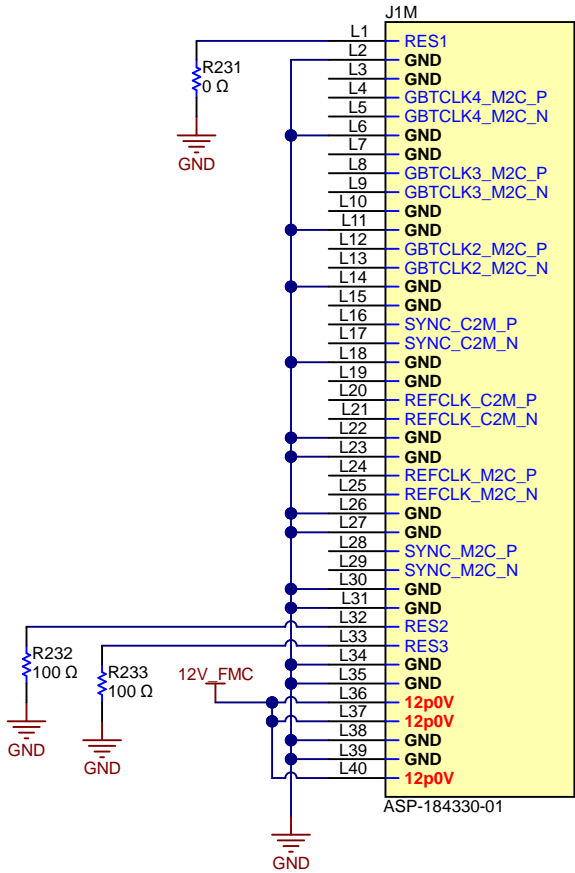 J1M
L1 RES1
L2 GND
L3 GND
L4 GBTCLK4_M2C_P
L5 GBTCLK4_M2C_N
L6 GND
L7 GND
L8 GBTCLK3_M2C_P
L9 GBTCLK3_M2C_N
L10 GND
L11 GND
L12 GBTCLK2_M2C_P
L13 GBTCLK2_M2C_N
L14 GND
L15 GND
L16 SYNC_C2M_P
L17 SYNC_C2M_N
L18 GND
L19 GND
L20 REFCLK_C2M_P
L21 REFCLK_C2M_N
L22 GND
L23 GND
L24 REFCLK_M2C_P
L25 REFCLK_M2C_N
L26 GND
L27 GND
L28 SYNC_M2C_P
L29 SYNC_M2C_N
L30 GND
L31 GND
L32 RES2
L33 RES3
L34 GND
L35 GND
L36 12p0V
L37 12p0V
L38 GND
L39 GND
L40 12p0V
ASP-184330-01
R231
0 Ω
GND
R232
100 Ω
GND
R233
100 Ω
GND
12V_FMC
GND